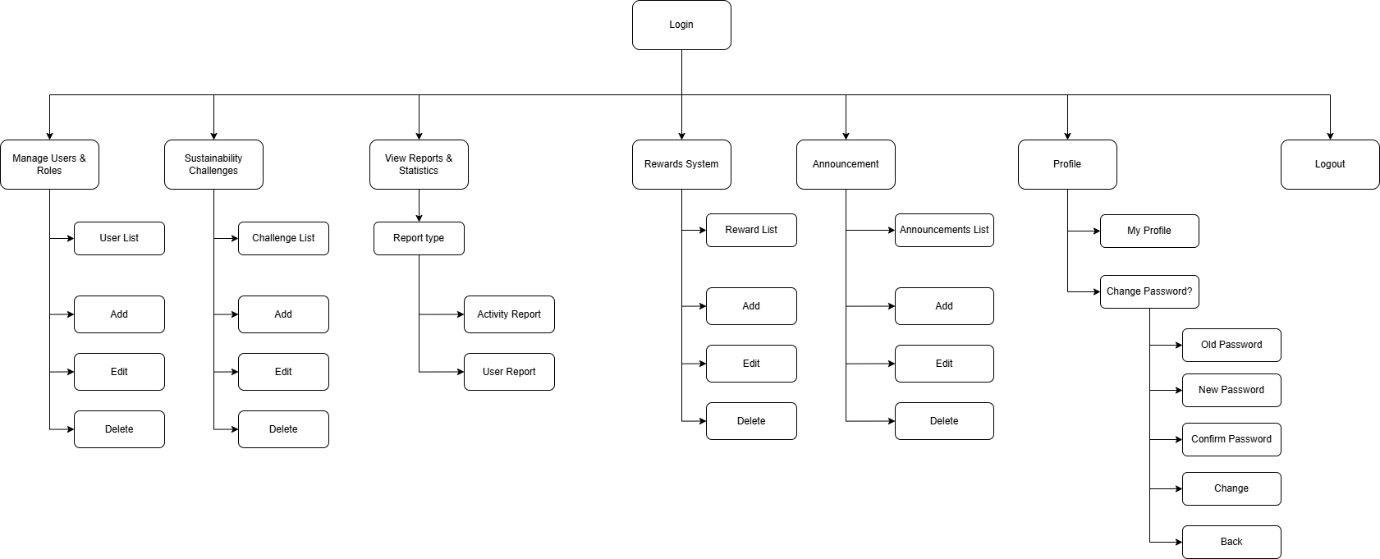 Login
Manage Users &
Roles
Sustainability
Challenges
View Reports &
Statistics
Rewards System
Announcement
Profile
Logout
User List
Add
Edit
Delete
Challenge List
Add
Edit
Delete
Report type
Activity Report
User Report
Reward List
Add
Edit
Delete
Announcements List
Add
Edit
Delete
My Profile
Change Password?
Old Password
New Password
Confirm Password
Change
Back